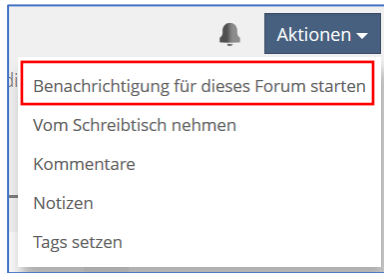 Aktionen
Benachrichtigung für dieses Forum starten
Vom Schreibtisch nehmen
Kommentare
Notizen
Tags setzen